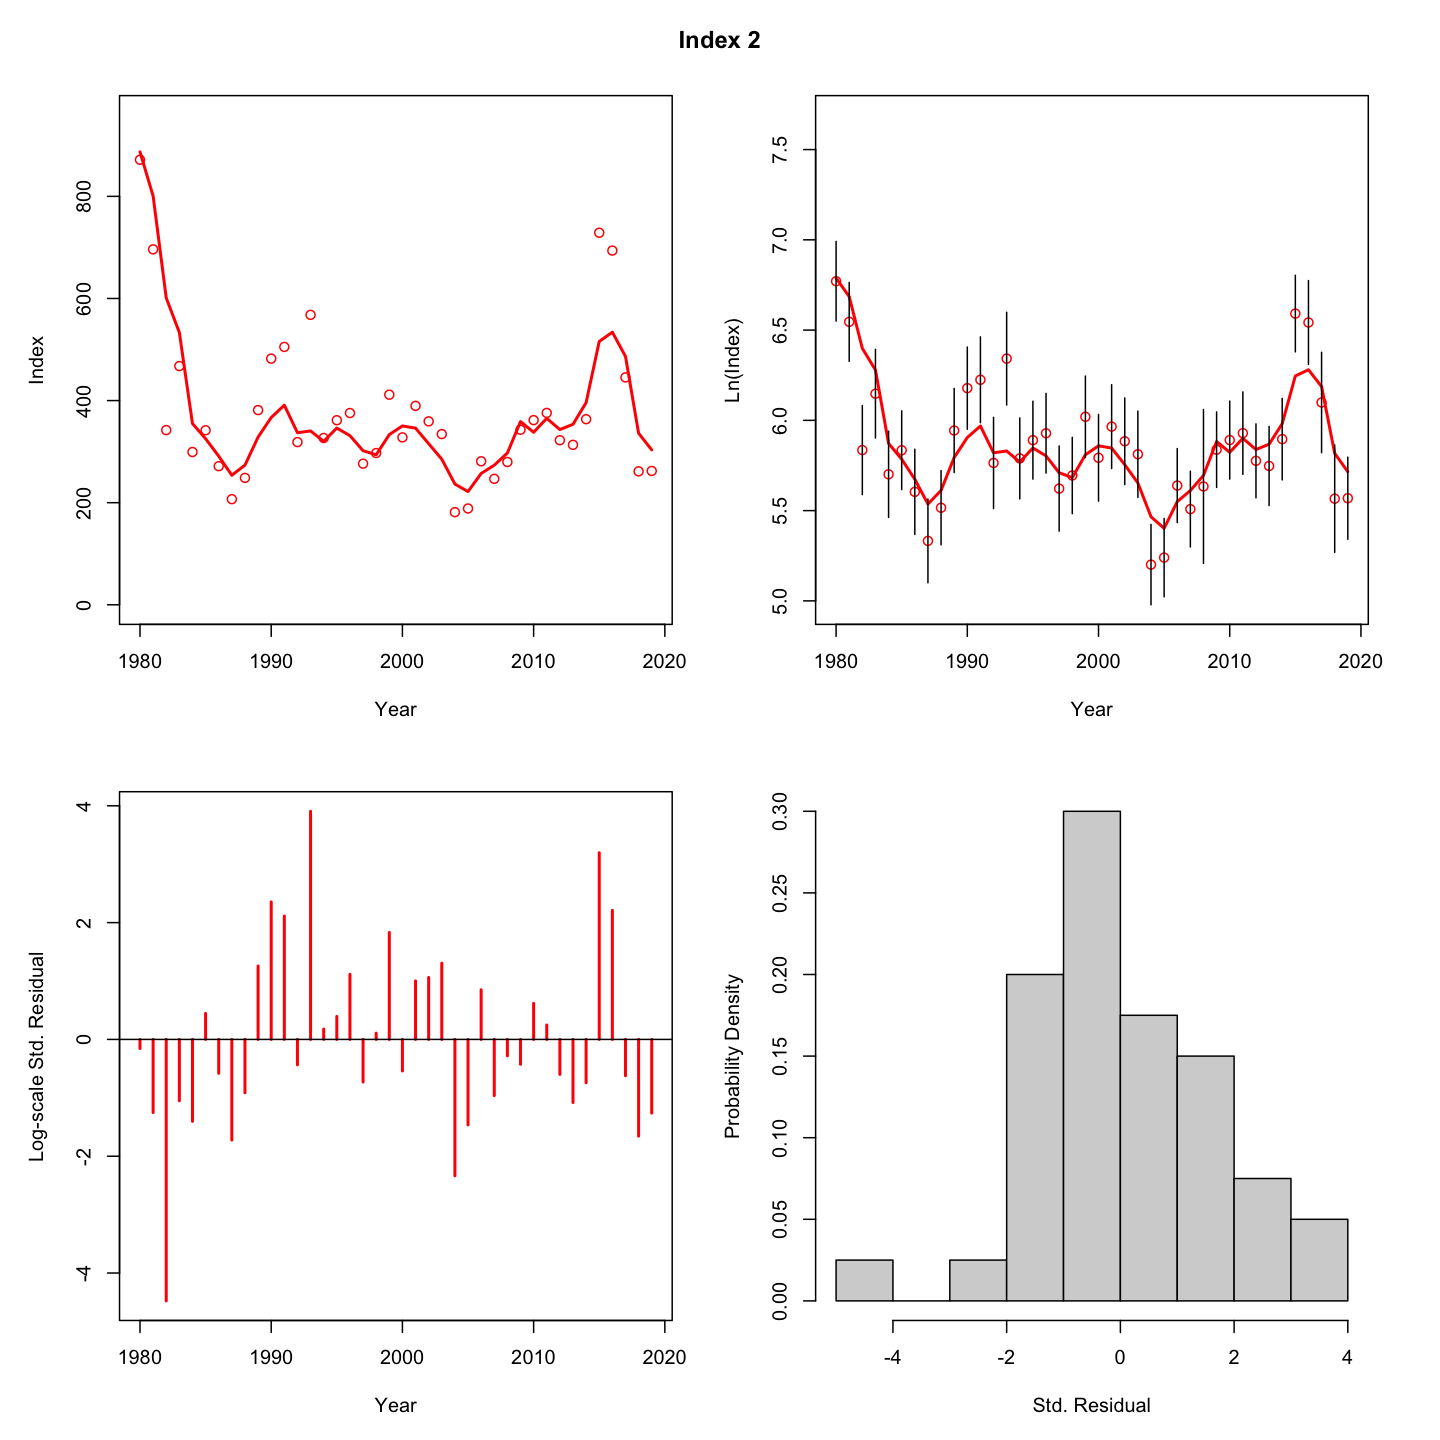 Index 2
Index
800
600
400
200
0
1980 1990 2000 2010 2020
Year
Ln(Index)
7.5
7.0
6.5
6.0
5.5
5.0
1980 1990 2000 2010 2020
Year
Log-scale Std. Residual
4
2
0
-2
-4
1980 1990 2000 2010 2020
Year
Probability Density
0.30
0.25
0.20
0.15
0.10
0.05
0.00
-4 -2 0 2 4
Std. Residual